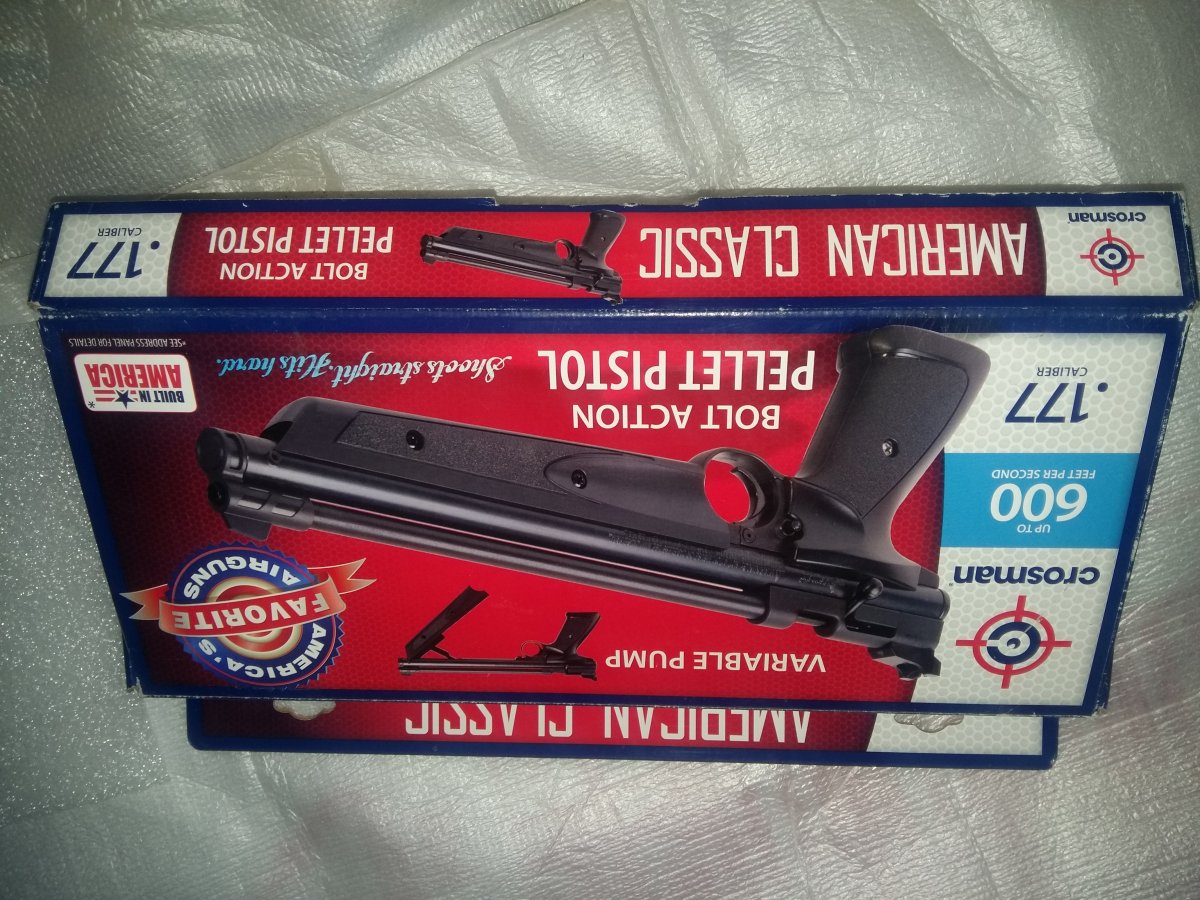 AMERICAN CLASSIC
crosman
.177
CALIBER
UP TO
600
FEET PER SECOND
BOLT ACTION
PELLET PISTOL
VARIABLE PUMP
AMERICA'S
FAVORITE
AIRGUNS
Shoots straight. Hits hard.
BUILT IN
AMERICA*
*SEE ADDRESS PANEL FOR DETAILS
crosman
AMERICAN CLASSIC
BOLT ACTION
PELLET PISTOL
.177
CALIBER